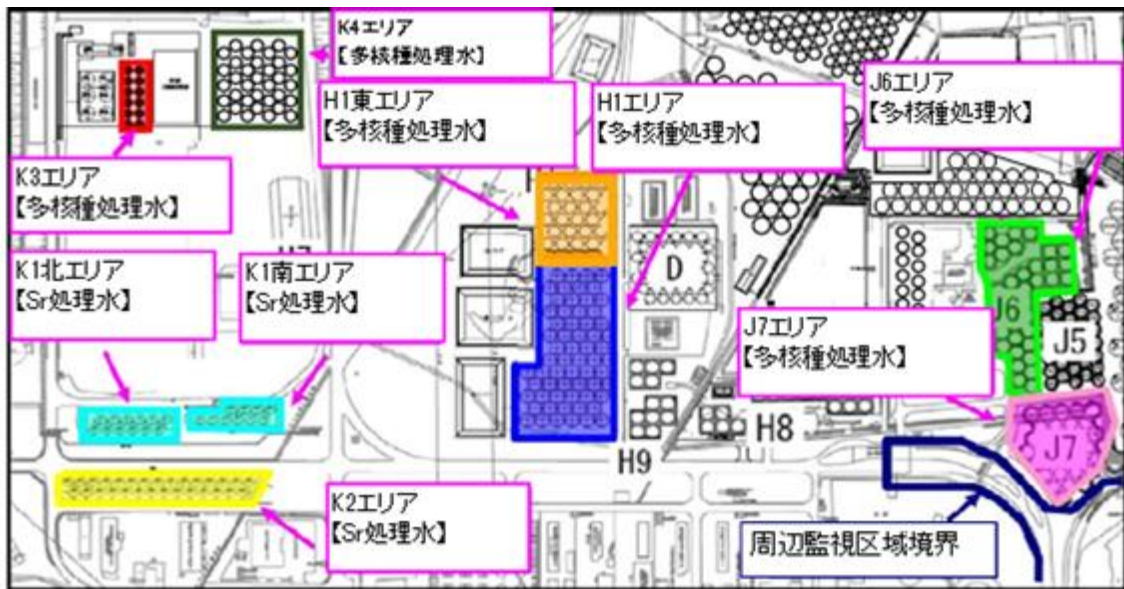 K4エリア
【多核種処理水】
H1東エリア
【多核種処理水】
H1エリア
【多核種処理水】
J6エリア
【多核種処理水】
K3エリア
【多核種処理水】
K1北エリア
【Sr処理水】
K1南エリア
【Sr処理水】
D
J6
J5
J7エリア
【多核種処理水】
J7
H8
H9
K2エリア
【Sr処理水】
周辺監視区域境界